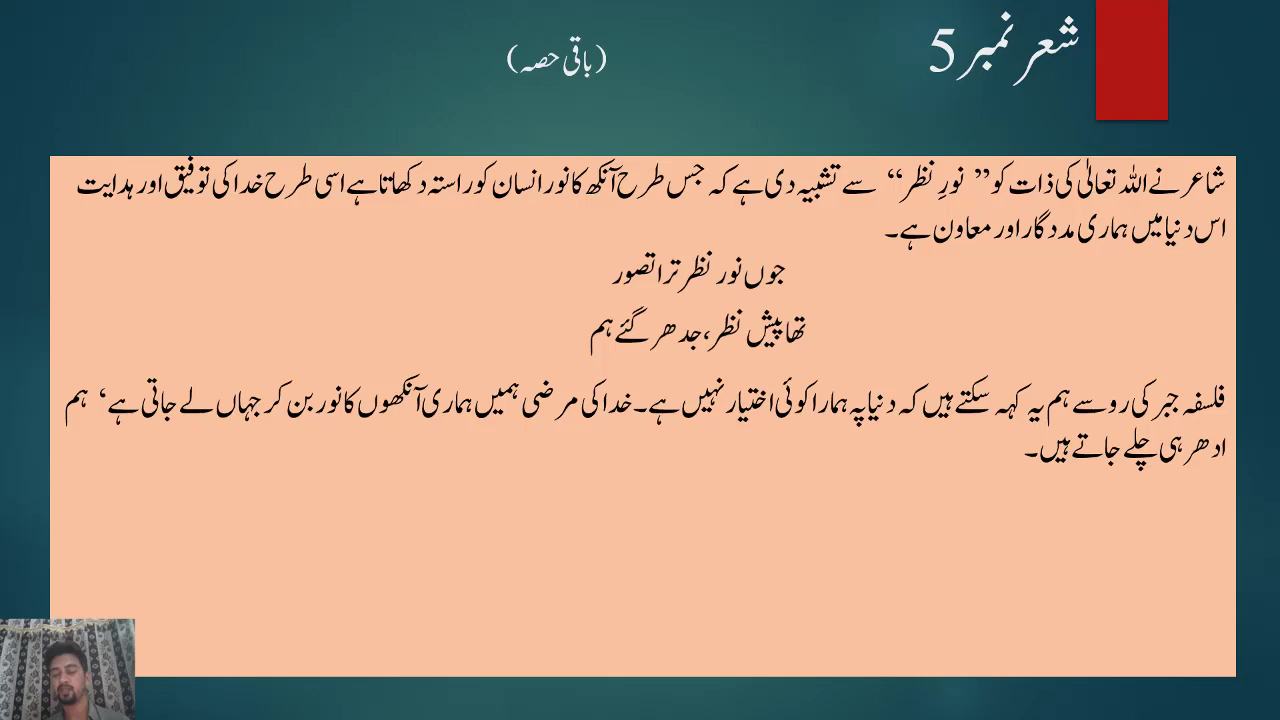 شعر نمبر 5
(باقی حصہ)
شاعر نے اللہ تعالٰی کی ذات کو ” نورِ نظر “ سے تشبیہ دی ہے کہ جس طرح آنکھ کا نور انسان کو راستہ دکھاتا ہے اسی طرح خدا کی توفیق اور ہدایت
اس دنیا میں ہماری مددگار اور معاون ہے۔
جوں نور نظر ترا تصور
تھا پیش نظر، جدھر گئے ہم
فلسفہ جبر کی رو سے ہم یہ کہہ سکتے ہیں کہ دنیا پہ ہمارا کوئی اختیار نہیں ہے۔ خدا کی مرضی ہمیں ہماری آنکھوں کا نور بن کر جہاں لے جاتی ہے‘ ہم
ادھر ہی چلے جاتے ہیں۔